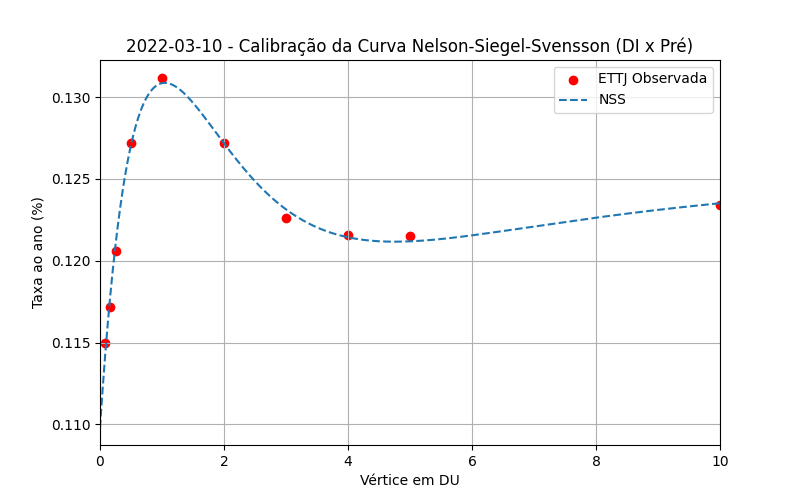 2022-03-10 - Calibração da Curva Nelson-Siegel-Svensson (DI x Pré)
ETTJ Observada
NSS
Taxa ao ano (%)
0.130
0.125
0.120
0.115
0.110
0 2 4 6 8 10
Vértice em DU